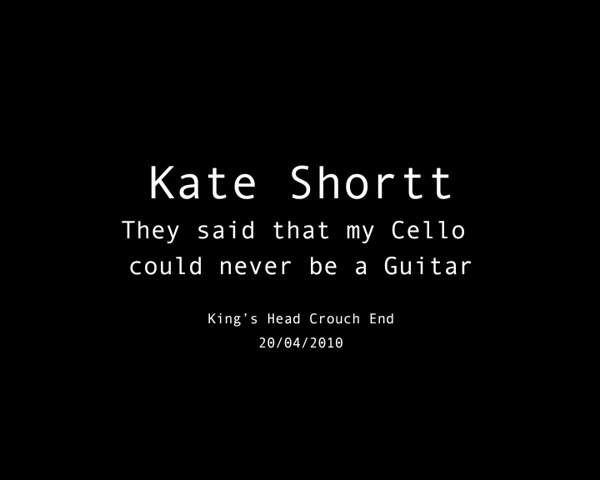 Kate Shortt
They said that my Cello
could never be a Guitar
King's Head Crouch End
20/04/2010